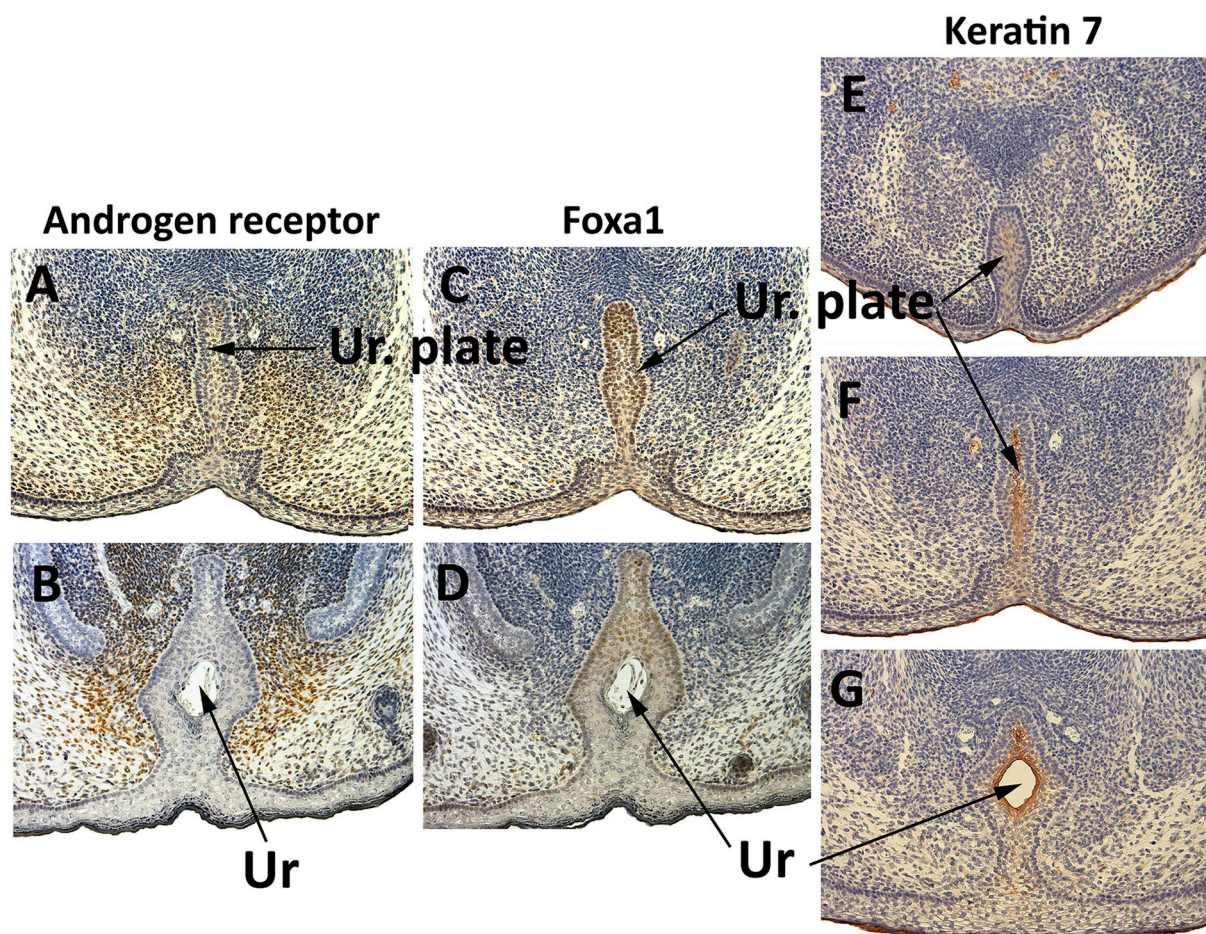 Keratin 7
E
Androgen receptor
Foxa1
A
C
Ur. plate
Ur. plate
F
B
D
G
Ur
Ur